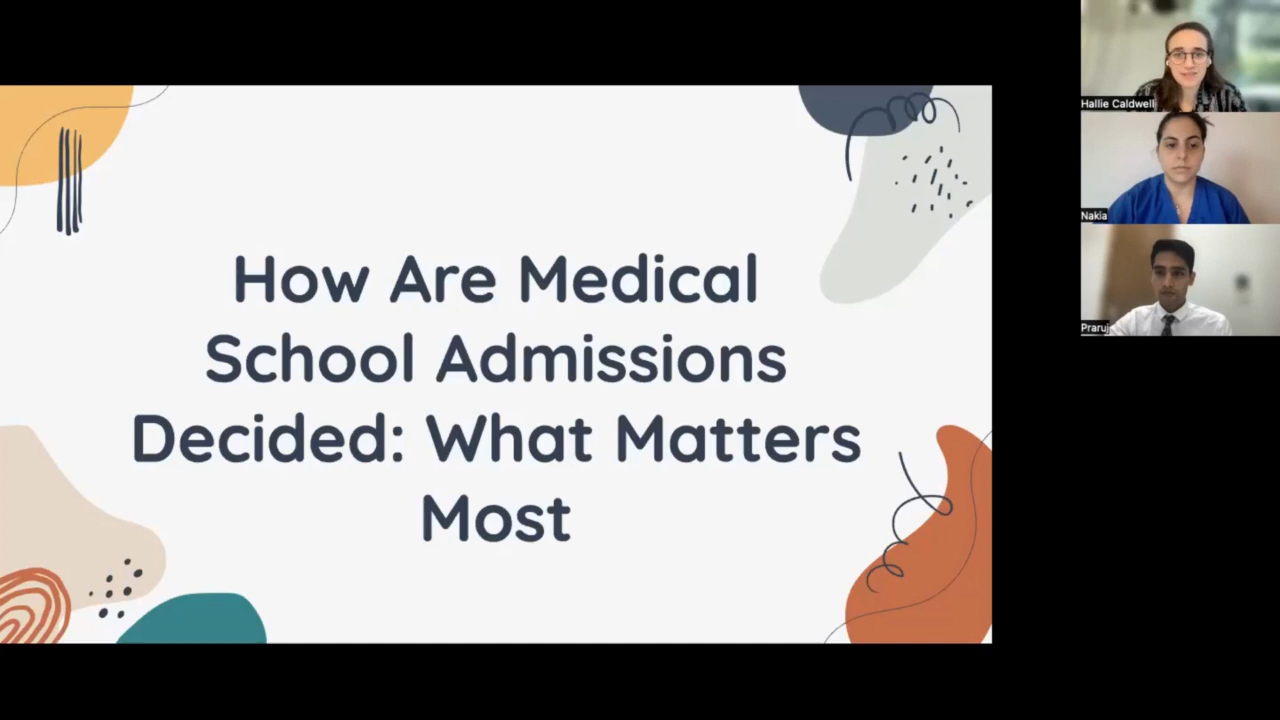 How Are Medical
School Admissions
Decided: What Matters
Most
Hallie Caldwell
Nakia
Praruj